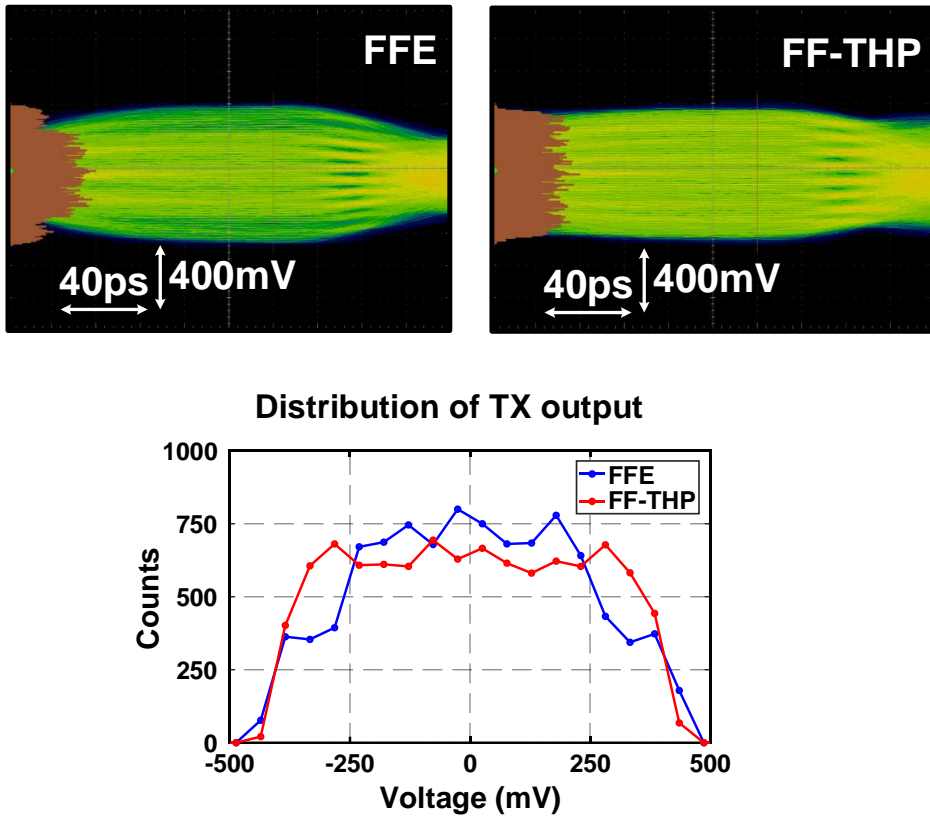 FFE
40ps
400mV
FF-THP
40ps
400mV
Distribution of TX output
1000
750
500
250
0
Counts
FFE
FF-THP
-500
-250
0
250
500
Voltage (mV)